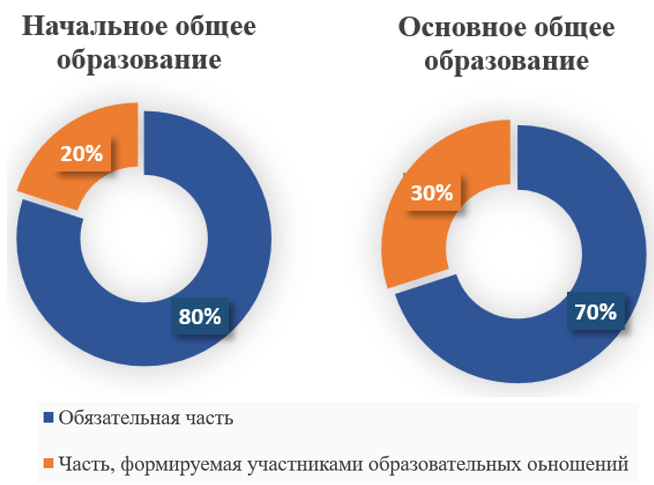 Начальное общее
образование
Основное общее
образование
20%
80%
30%
70%
Обязательная часть
Часть, формируемая участниками образовательных оьношений